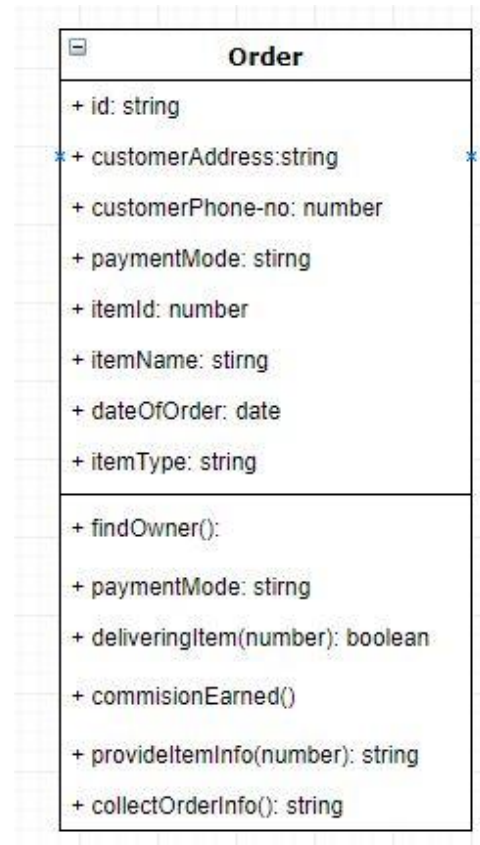 Order
+ id: string
+ customerAddress:string
+ customerPhone-no: number
+ paymentMode: stirng
+ itemId: number
+ itemName: stirng
+ dateOfOrder: date
+ itemType: string
+ findOwner():
+ paymentMode: stirng
+ deliveringItem(number): boolean
+ commisionEarned()
+ provideItemInfo(number): string
+ collectOrderInfo(): string